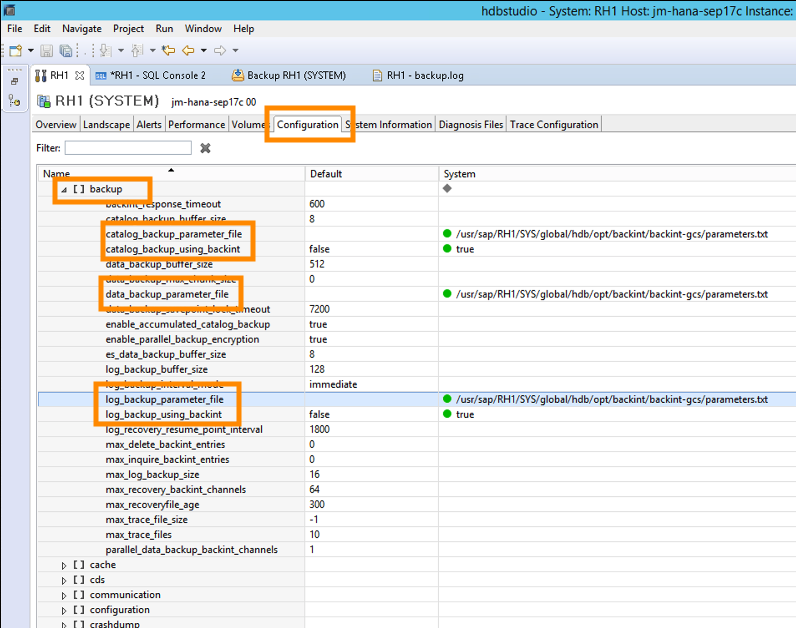 hdbstudio - System: RH1 Host: jm-hana-sep17c Instance:
File Edit Navigate Project Run Window Help
RH1 *RH1 - SQL Console 2 Backup RH1 (SYSTEM) RH1 - backup.log
RH1 (SYSTEM) jm-hana-sep17c 00
Overview Landscape Alerts Performance Volumes Configuration System Information Diagnosis Files Trace Configuration
Filter:
Name Default System
[ ] backup
backint_response_timeout 600
catalog_backup_buffer_size 8
catalog_backup_parameter_file /usr/sap/RH1/SYS/global/hdb/opt/backint/backint-gcs/parameters.txt
catalog_backup_using_backint false true
data_backup_buffer_size 512
data_backup_max_chunk_size 0
data_backup_parameter_file /usr/sap/RH1/SYS/global/hdb/opt/backint/backint-gcs/parameters.txt
data_backup_savepoint_lock_timeout 7200
enable_accumulated_catalog_backup true
enable_parallel_backup_encryption true
es_data_backup_buffer_size 8
log_backup_buffer_size 128
log_backup_interval_mode immediate
log_backup_parameter_file /usr/sap/RH1/SYS/global/hdb/opt/backint/backint-gcs/parameters.txt
log_backup_using_backint false true
log_recovery_resume_point_interval 1800
max_delete_backint_entries 0
max_inquire_backint_entries 0
max_log_backup_size 16
max_recovery_backint_channels 64
max_recoveryfile_age 300
max_trace_file_size -1
max_trace_files 10
parallel_data_backup_backint_channels 1
[ ] cache
[ ] cds
[ ] communication
[ ] configuration
[ ] crashdump